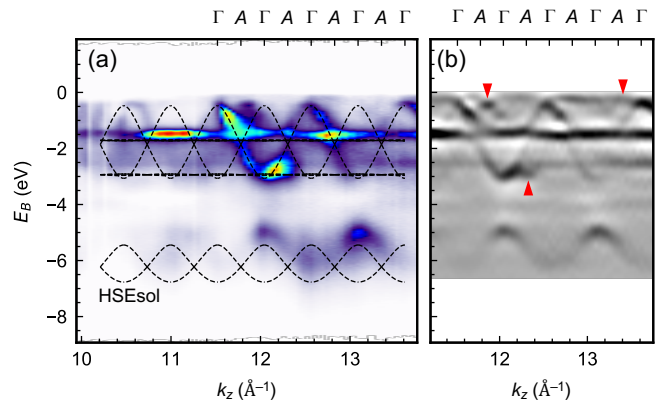 Γ A Γ A Γ A Γ A Γ
Γ A Γ A Γ A Γ
(a)
(b)
0
−2
−4
−6
−8
E_B (eV)
HSEsol
10 11 12 13
12 13
k_z (Å⁻¹)
k_z (Å⁻¹)